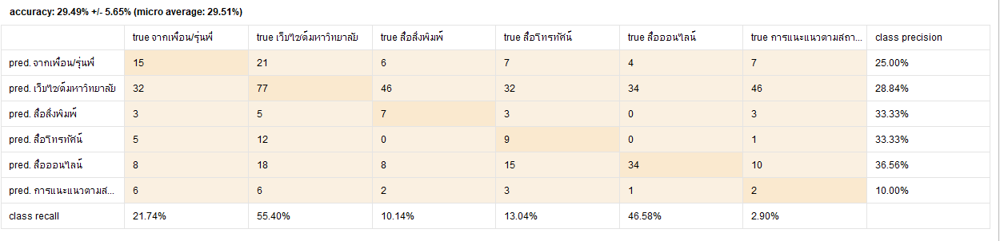 accuracy: 29.49% +/- 5.65% (micro average: 29.51%)
true จากเพื่อน/รุ่นพี่ true เว็บไซต์มหาวิทยาลัย true สื่อสิ่งพิมพ์ true สื่อโทรทัศน์ true สื่อออนไลน์ true การแนะแนวตามสถา... class precision
pred. จากเพื่อน/รุ่นพี่ 15 21 6 7 4 7 25.00%
pred. เว็บไซต์มหาวิทยาลัย 32 77 46 32 34 46 28.84%
pred. สื่อสิ่งพิมพ์ 3 5 7 3 0 3 33.33%
pred. สื่อโทรทัศน์ 5 12 0 9 0 1 33.33%
pred. สื่อออนไลน์ 8 18 8 15 34 10 36.56%
pred. การแนะแนวตามส... 6 6 2 3 1 2 10.00%
class recall 21.74% 55.40% 10.14% 13.04% 46.58% 2.90%